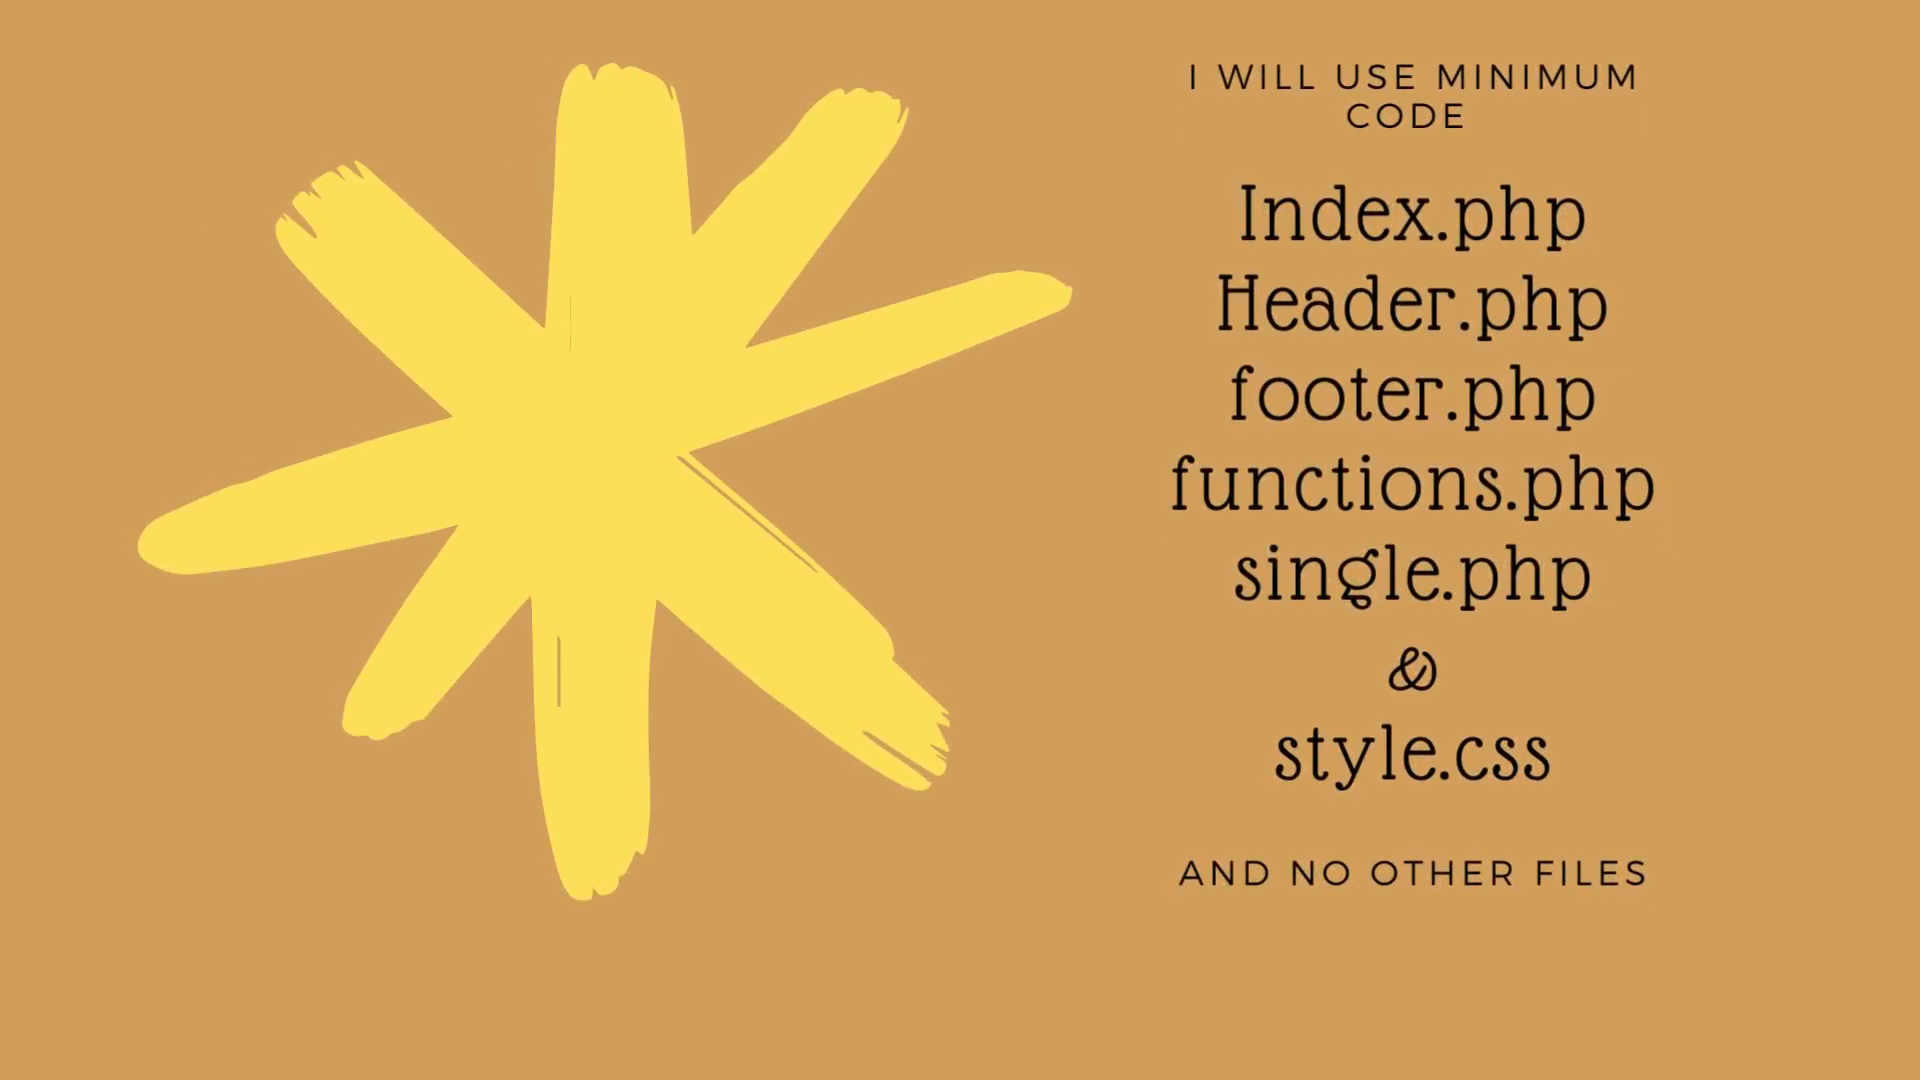 I WILL USE MINIMUM
CODE
Index.php
Header.php
footer.php
functions.php
single.php
&
style.css
AND NO OTHER FILES